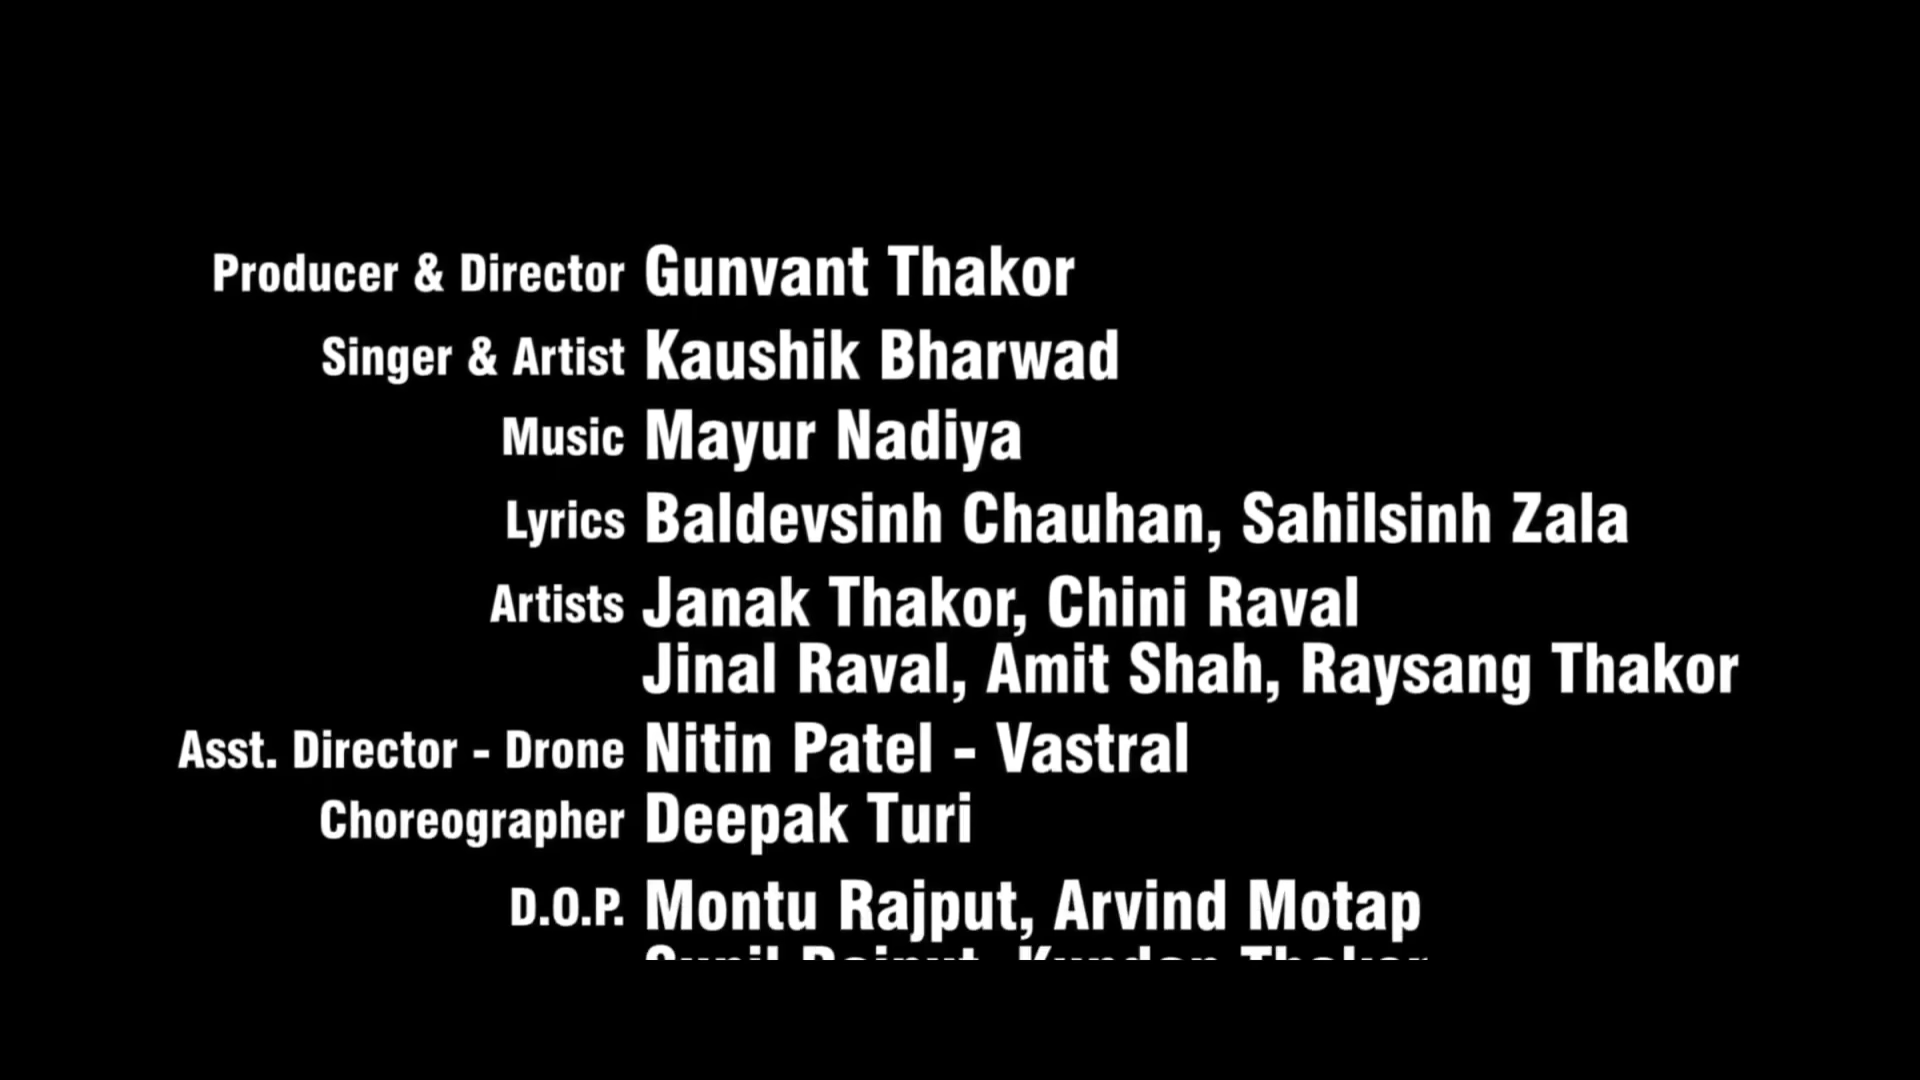 Producer & Director Gunvant Thakor
Singer & Artist Kaushik Bharwad
Music Mayur Nadiya
Lyrics Baldevsinh Chauhan, Sahilsinh Zala
Artists Janak Thakor, Chini Raval
Jinal Raval, Amit Shah, Raysang Thakor
Asst. Director - Drone Nitin Patel - Vastral
Choreographer Deepak Turi
D.O.P. Montu Rajput, Arvind Motap